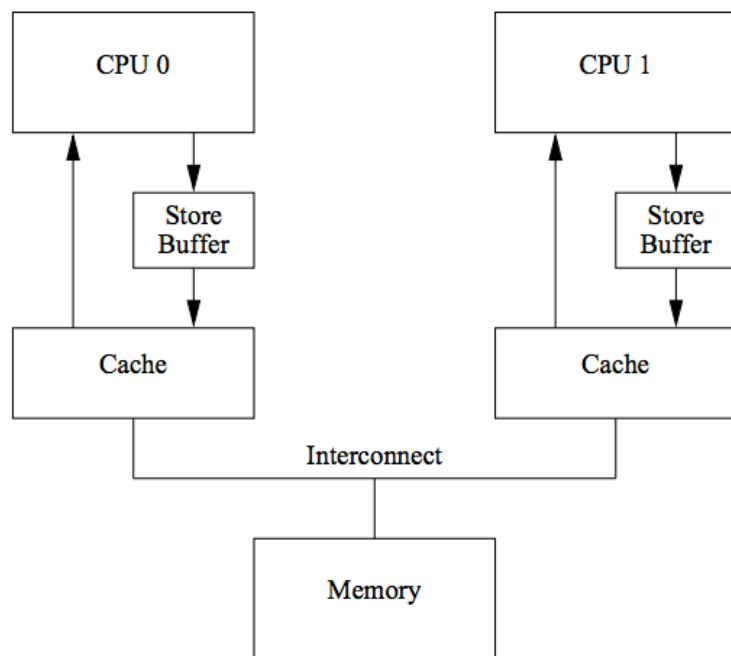 CPU 0
CPU 1
Store
Buffer
Store
Buffer
Cache
Cache
Interconnect
Memory